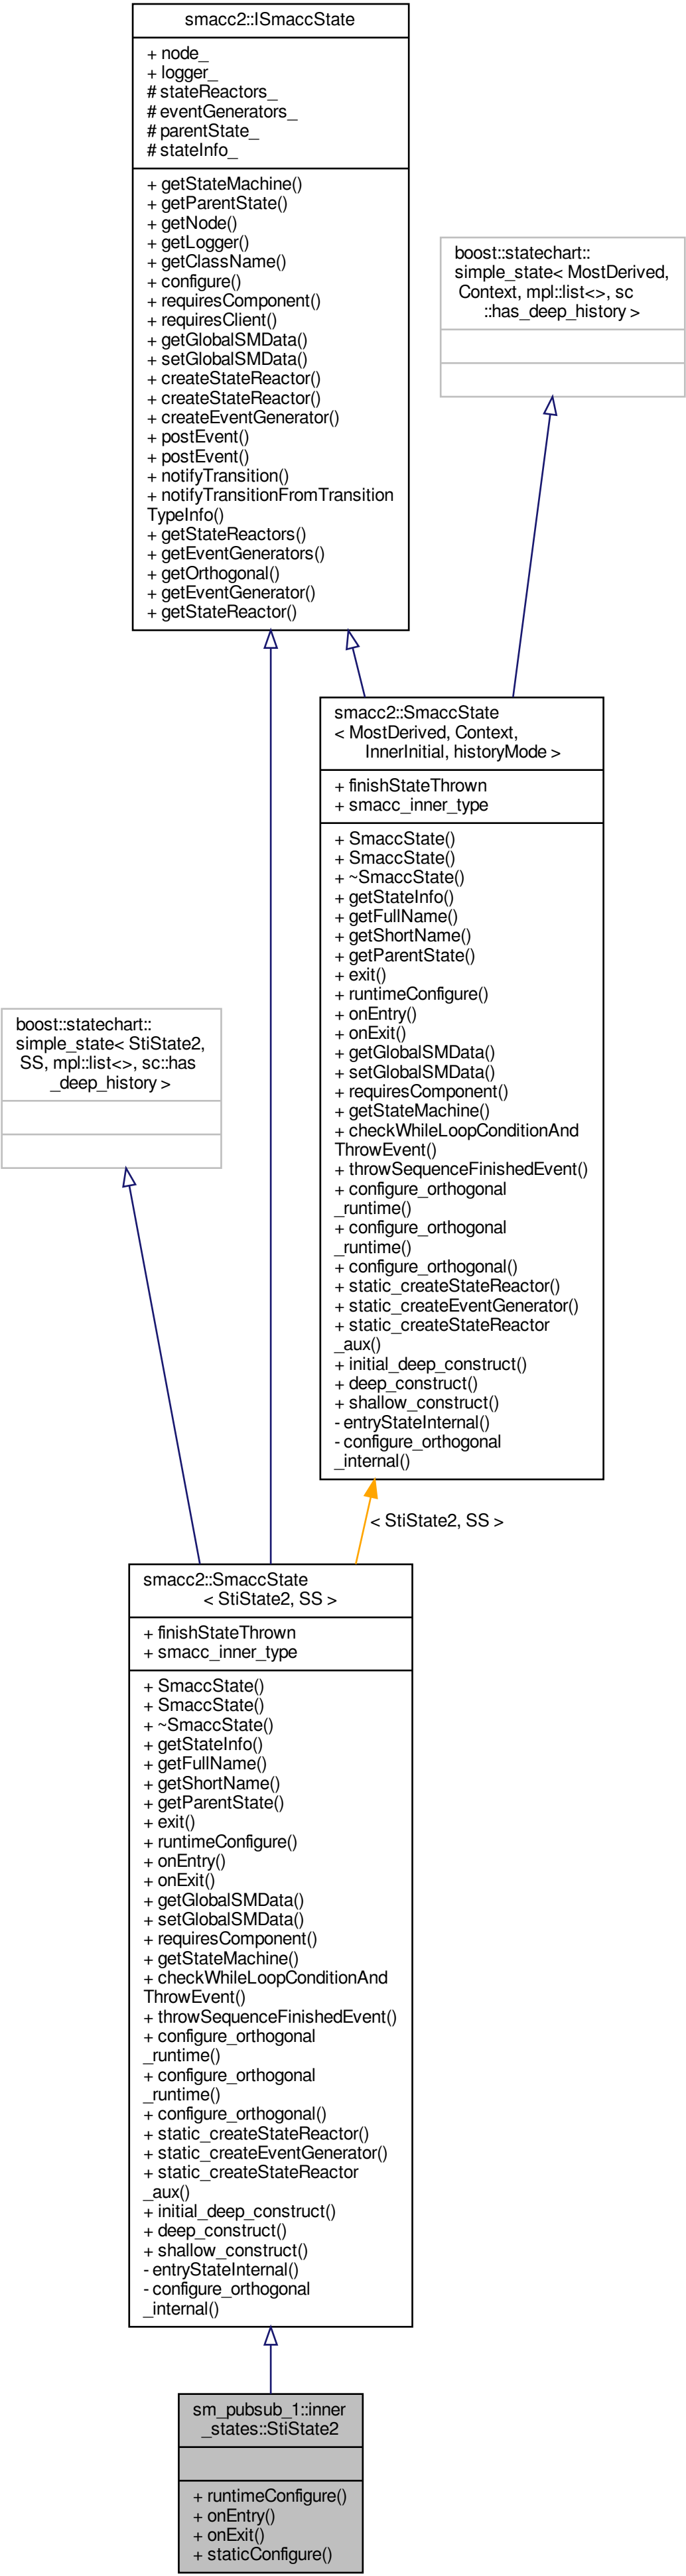 smacc2::ISmaccState
+ node_
+ logger_
# stateReactors_
# eventGenerators_
# parentState_
# stateInfo_
+ getStateMachine()
+ getParentState()
+ getNode()
+ getLogger()
+ getClassName()
+ configure()
+ requiresComponent()
+ requiresClient()
+ getGlobalSMData()
+ setGlobalSMData()
+ createStateReactor()
+ createStateReactor()
+ createEventGenerator()
+ postEvent()
+ postEvent()
+ notifyTransition()
+ notifyTransitionFromTransition
TypeInfo()
+ getStateReactors()
+ getEventGenerators()
+ getOrthogonal()
+ getEventGenerator()
+ getStateReactor()
boost::statechart::
simple_state< MostDerived,
Context, mpl::list<>, sc
::has_deep_history >
smacc2::SmaccState
< MostDerived, Context,
InnerInitial, historyMode >
+ finishStateThrown
+ smacc_inner_type
+ SmaccState()
+ SmaccState()
+ ~SmaccState()
+ getStateInfo()
+ getFullName()
+ getShortName()
+ getParentState()
+ exit()
+ runtimeConfigure()
+ onEntry()
+ onExit()
+ getGlobalSMData()
+ setGlobalSMData()
+ requiresComponent()
+ getStateMachine()
+ checkWhileLoopConditionAnd
ThrowEvent()
+ throwSequenceFinishedEvent()
+ configure_orthogonal
_runtime()
+ configure_orthogonal
_runtime()
+ configure_orthogonal()
+ static_createStateReactor()
+ static_createEventGenerator()
+ static_createStateReactor
_aux()
+ initial_deep_construct()
+ deep_construct()
+ shallow_construct()
- entryStateInternal()
- configure_orthogonal
_internal()
boost::statechart::
simple_state< StiState2,
SS, mpl::list<>, sc::has
_deep_history >
< StiState2, SS >
smacc2::SmaccState
< StiState2, SS >
+ finishStateThrown
+ smacc_inner_type
+ SmaccState()
+ SmaccState()
+ ~SmaccState()
+ getStateInfo()
+ getFullName()
+ getShortName()
+ getParentState()
+ exit()
+ runtimeConfigure()
+ onEntry()
+ onExit()
+ getGlobalSMData()
+ setGlobalSMData()
+ requiresComponent()
+ getStateMachine()
+ checkWhileLoopConditionAnd
ThrowEvent()
+ throwSequenceFinishedEvent()
+ configure_orthogonal
_runtime()
+ configure_orthogonal
_runtime()
+ configure_orthogonal()
+ static_createStateReactor()
+ static_createEventGenerator()
+ static_createStateReactor
_aux()
+ initial_deep_construct()
+ deep_construct()
+ shallow_construct()
- entryStateInternal()
- configure_orthogonal
_internal()
sm_pubsub_1::inner
_states::StiState2
+ runtimeConfigure()
+ onEntry()
+ onExit()
+ staticConfigure()